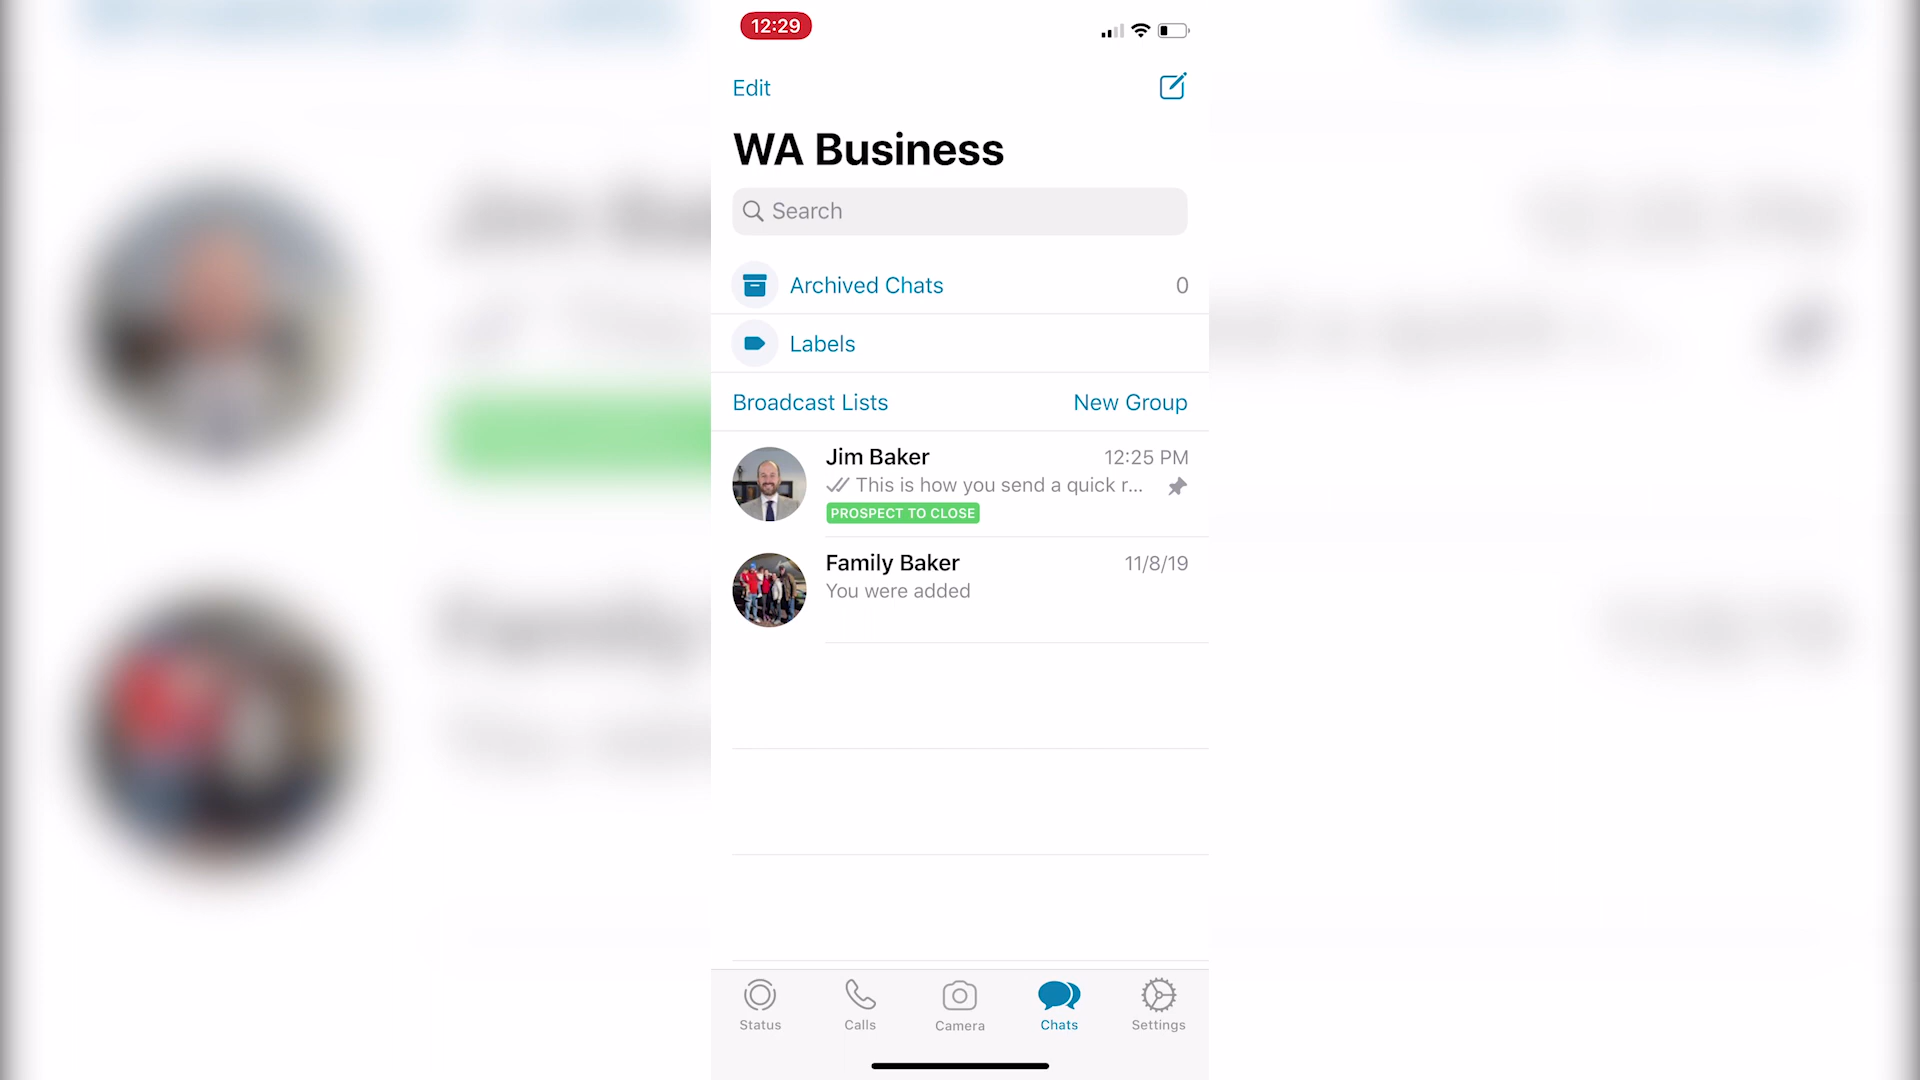 12:29
Edit
WA Business
Search
Archived Chats 0
Labels
Broadcast Lists New Group
Jim Baker 12:25 PM
This is how you send a quick r...
PROSPECT TO CLOSE
Family Baker 11/8/19
You were added
Status Calls Camera Chats Settings